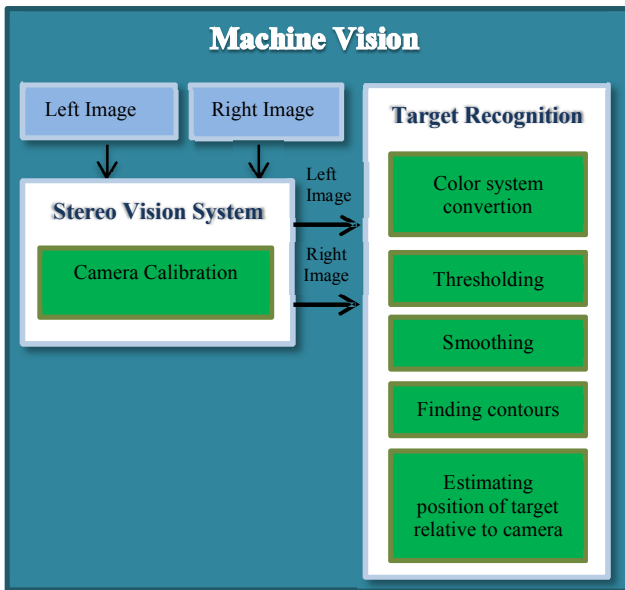 Machine Vision
Left Image
Right Image
Stereo Vision System
Camera Calibration
Left
Image
Right
Image
Target Recognition
Color system
convertion
Thresholding
Smoothing
Finding contours
Estimating
position of target
relative to camera